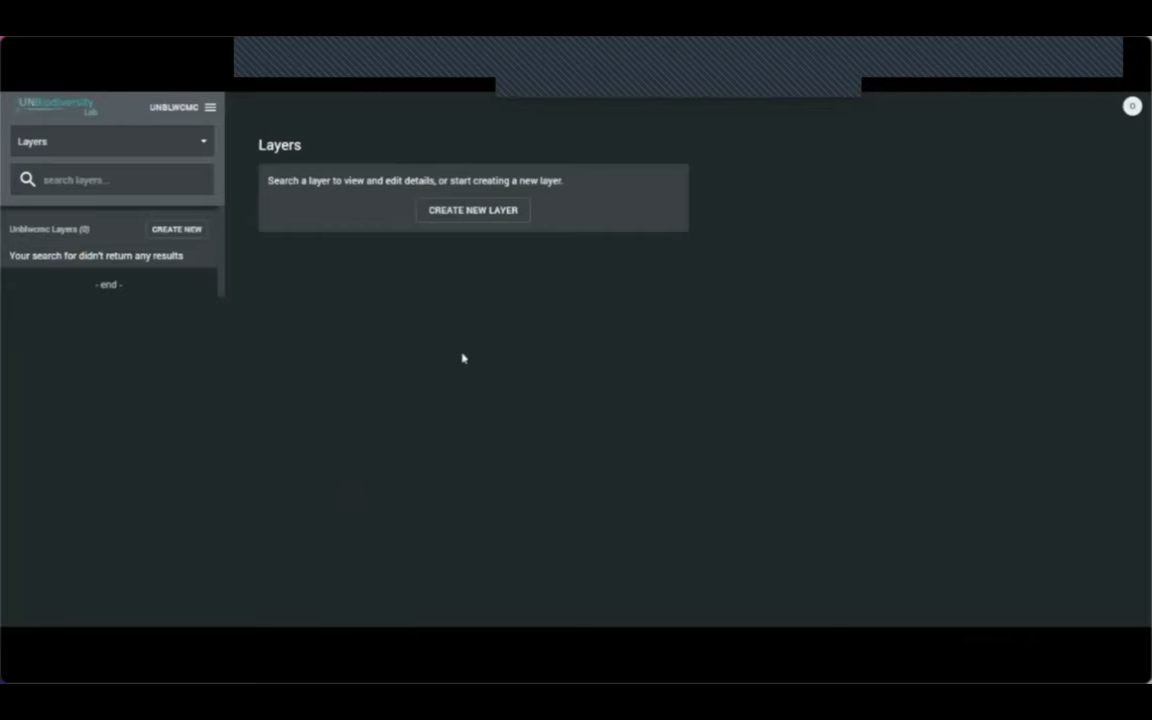 UNBiodiversity
Lab
UNBLWCMC
Layers
search layers...
Unblwcmc Layers (0)
CREATE NEW
Your search for didn't return any results
- end -
Layers
Search a layer to view and edit details, or start creating a new layer.
CREATE NEW LAYER
O